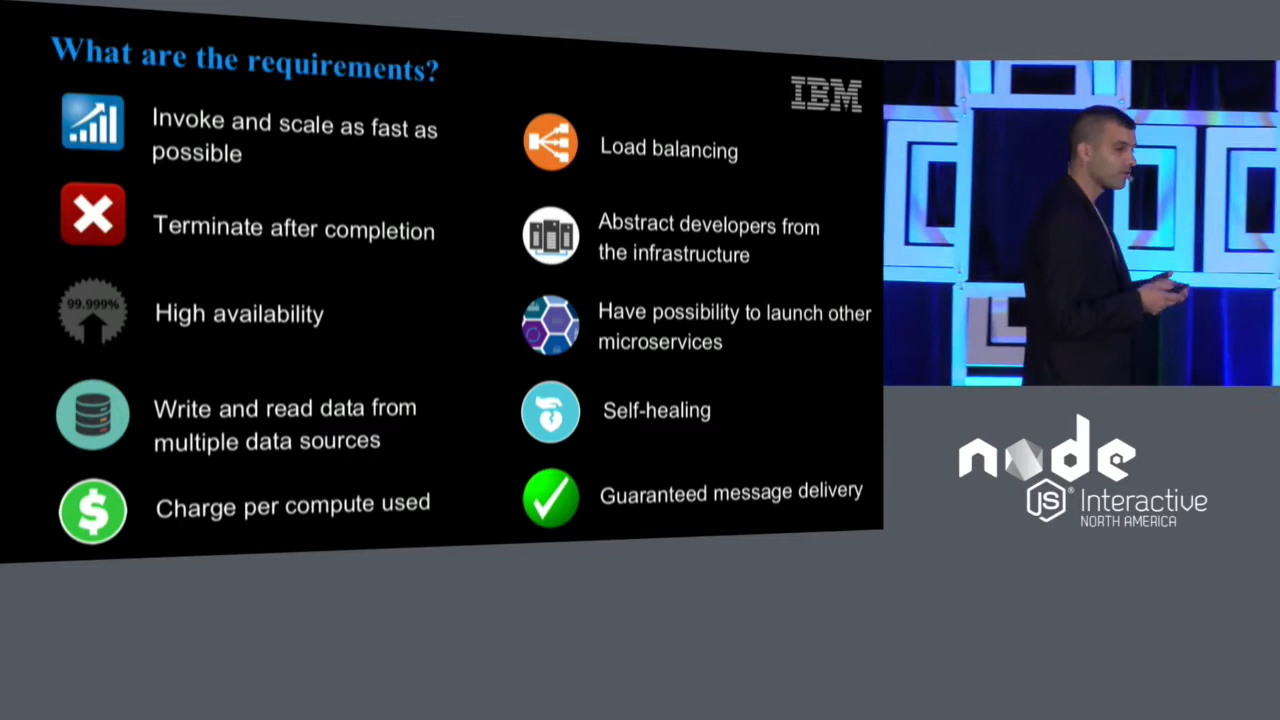 What are the requirements?
IBM
Invoke and scale as fast as
possible
Terminate after completion
99.999%
High availability
Write and read data from
multiple data sources
$
Charge per compute used
Load balancing
Abstract developers from
the infrastructure
Have possibility to launch other
microservices
Self-healing
Guaranteed message delivery
node
JS® Interactive
NORTH AMERICA